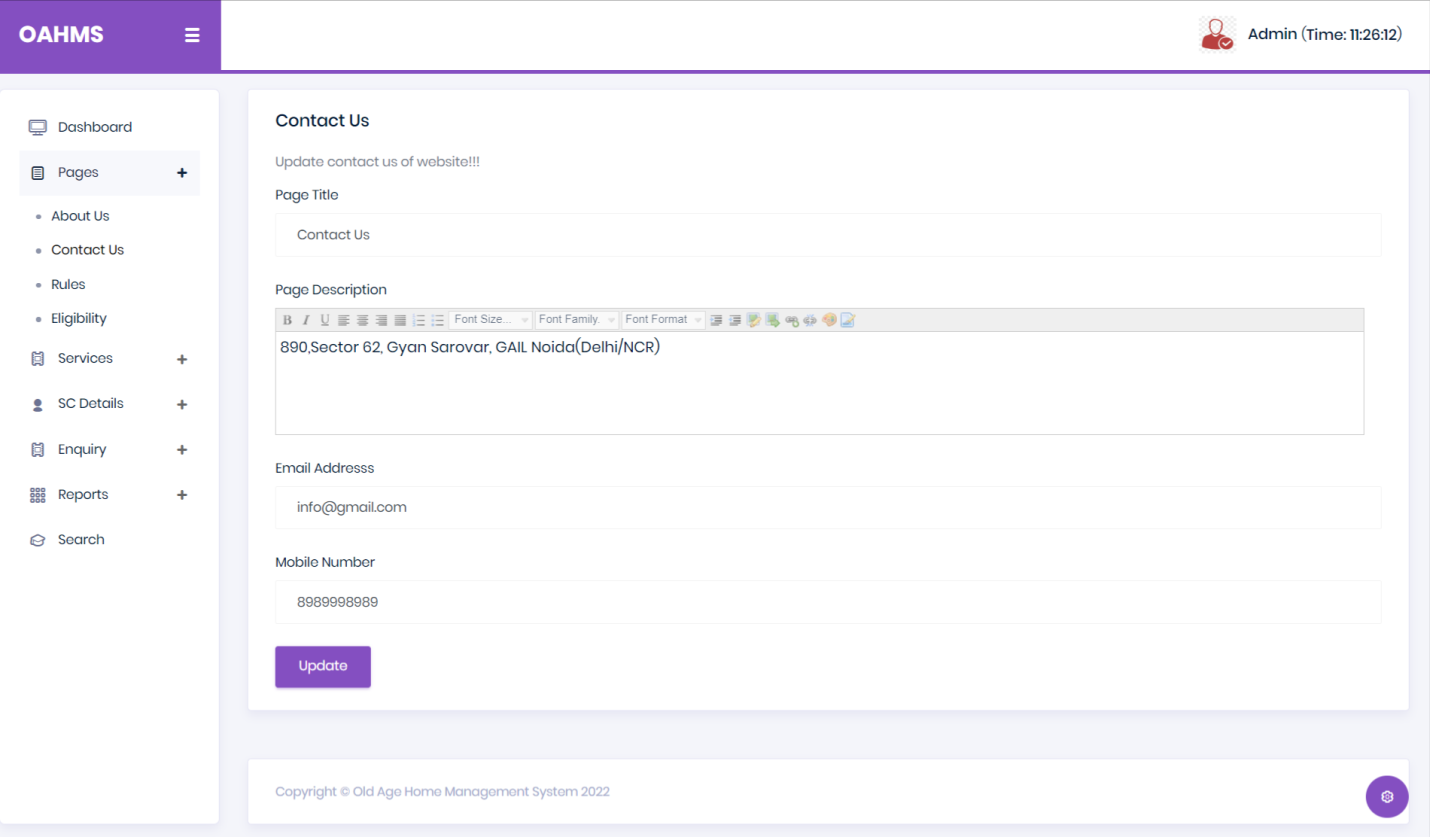 OAHMS
Admin (Time: 11:26:12)
Dashboard
Pages
About Us
Contact Us
Rules
Eligibility
Services
SC Details
Enquiry
Reports
Search
Contact Us
Update contact us of website!!!
Page Title
Contact Us
Page Description
B I U Font Size... Font Family. Font Format
890,Sector 62, Gyan Sarovar, GAIL Noida(Delhi/NCR)
Email Addresss
info@gmail.com
Mobile Number
8989998989
Update
Copyright © Old Age Home Management System 2022